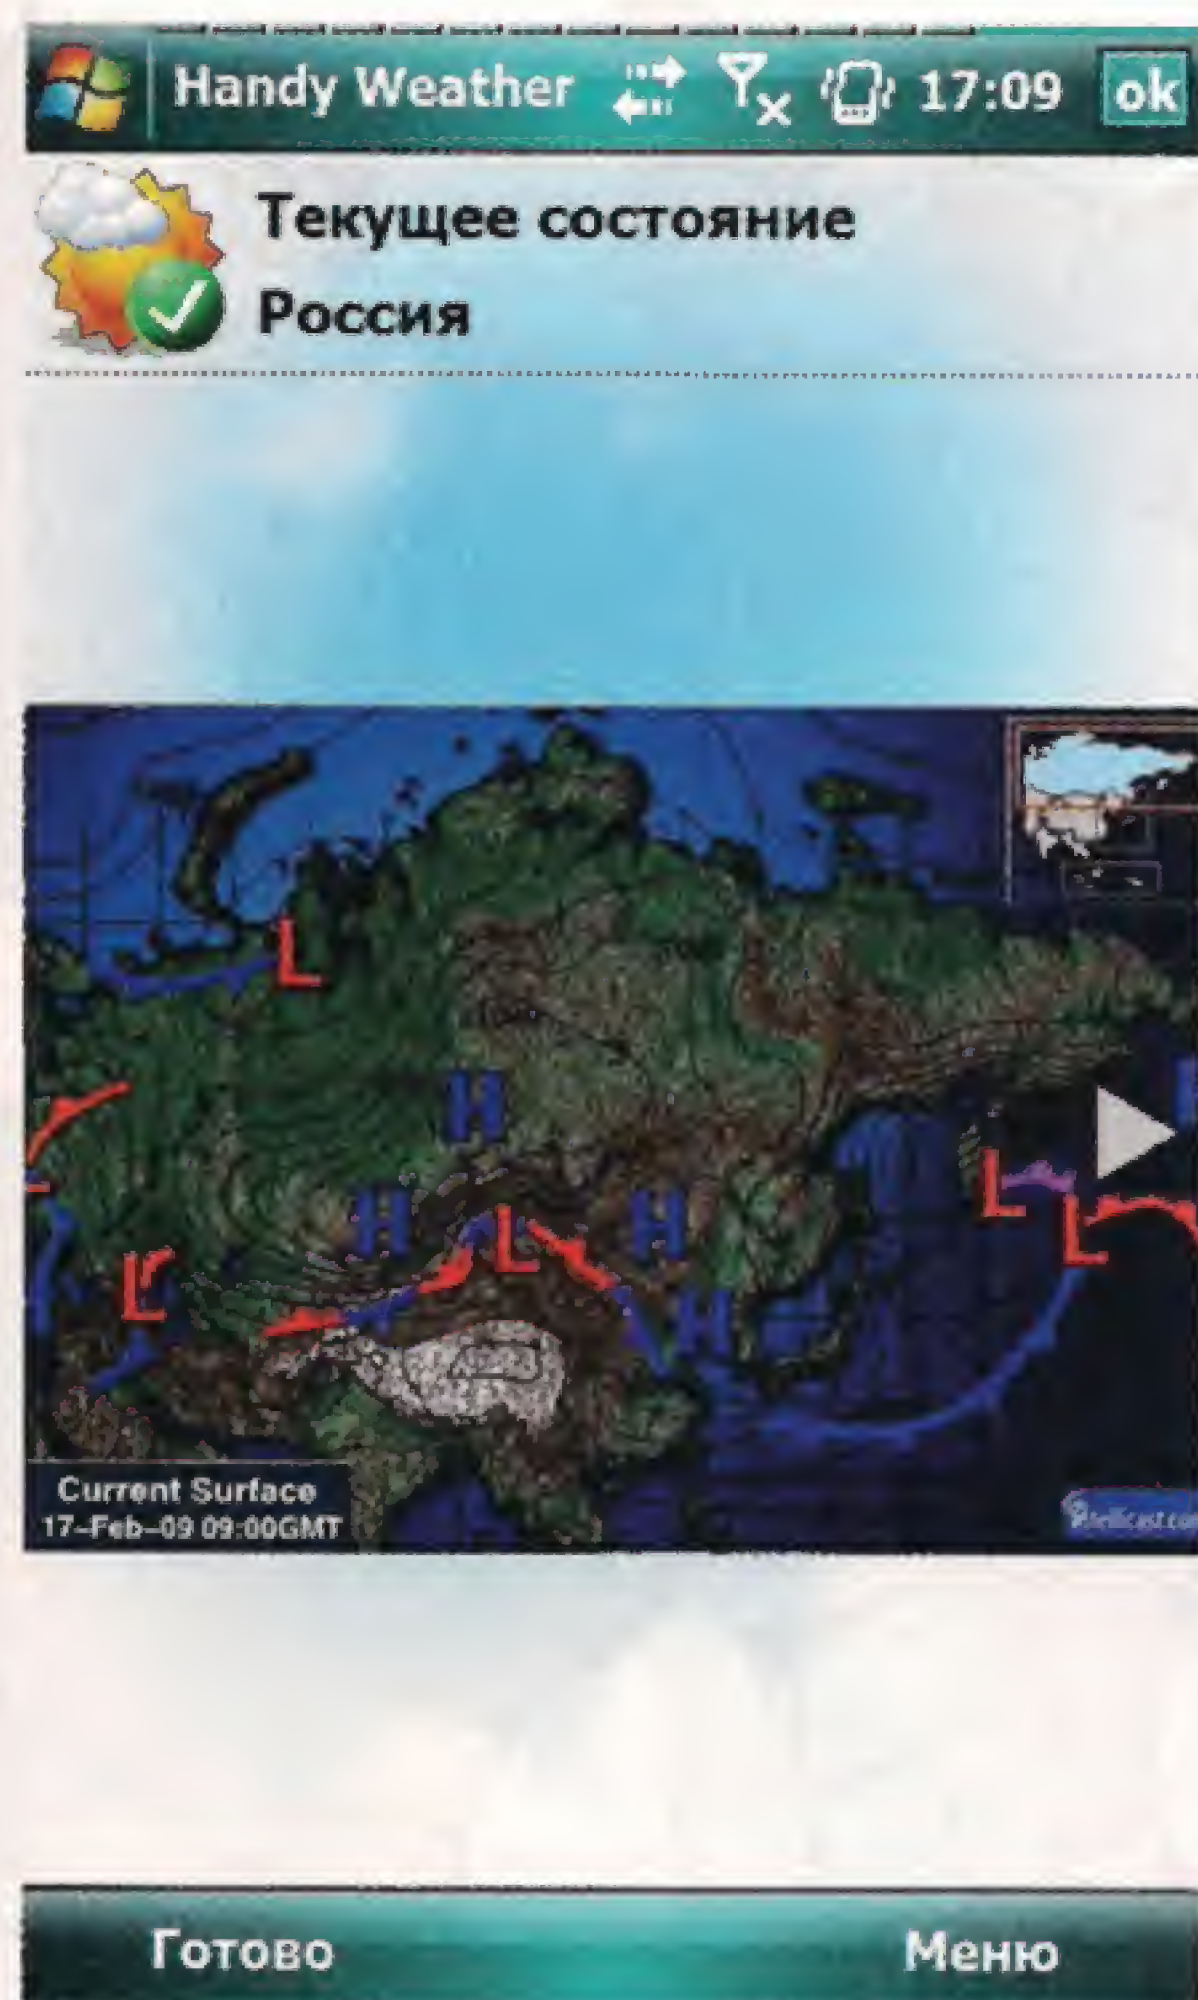 Handy Weather 17:09 ok
Текущее состояние
Россия
L
H
H
L
H
L
L
L
H
Current Surface
17-Feb-09 09:00GMT
Готово Меню